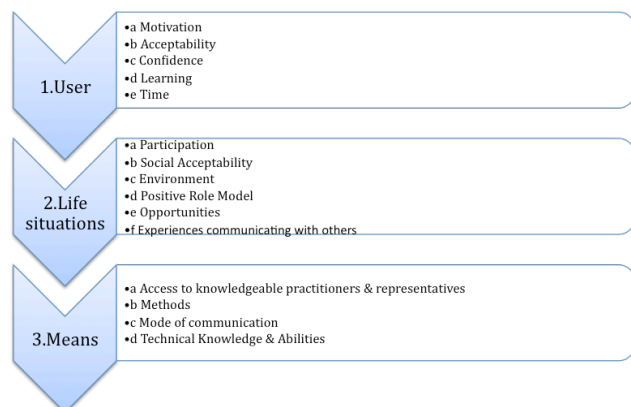 1.User
•a Motivation
•b Acceptability
•c Confidence
•d Learning
•e Time
2.Life
situations
•a Participation
•b Social Acceptability
•c Environment
•d Positive Role Model
•e Opportunities
•f Experiences communicating with others
3.Means
•a Access to knowledgeable practitioners & representatives
•b Methods
•c Mode of communication
•d Technical Knowledge & Abilities